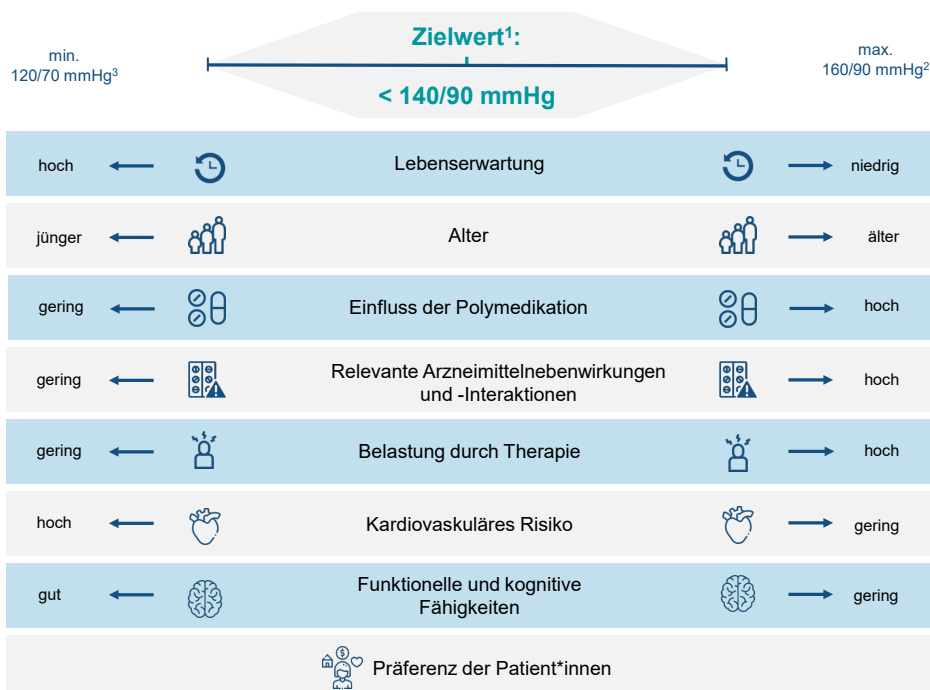 Zielwert¹:
min.
120/70 mmHg³
max.
160/90 mmHg²
< 140/90 mmHg
hoch Lebenserwartung niedrig
jünger Alter älter
gering Einfluss der Polymedikation hoch
gering Relevante Arzneimittelnebenwirkungen
und -Interaktionen hoch
gering Belastung durch Therapie hoch
hoch Kardiovaskuläres Risiko gering
gut Funktionelle und kognitive
Fähigkeiten gering
Präferenz der Patient*innen